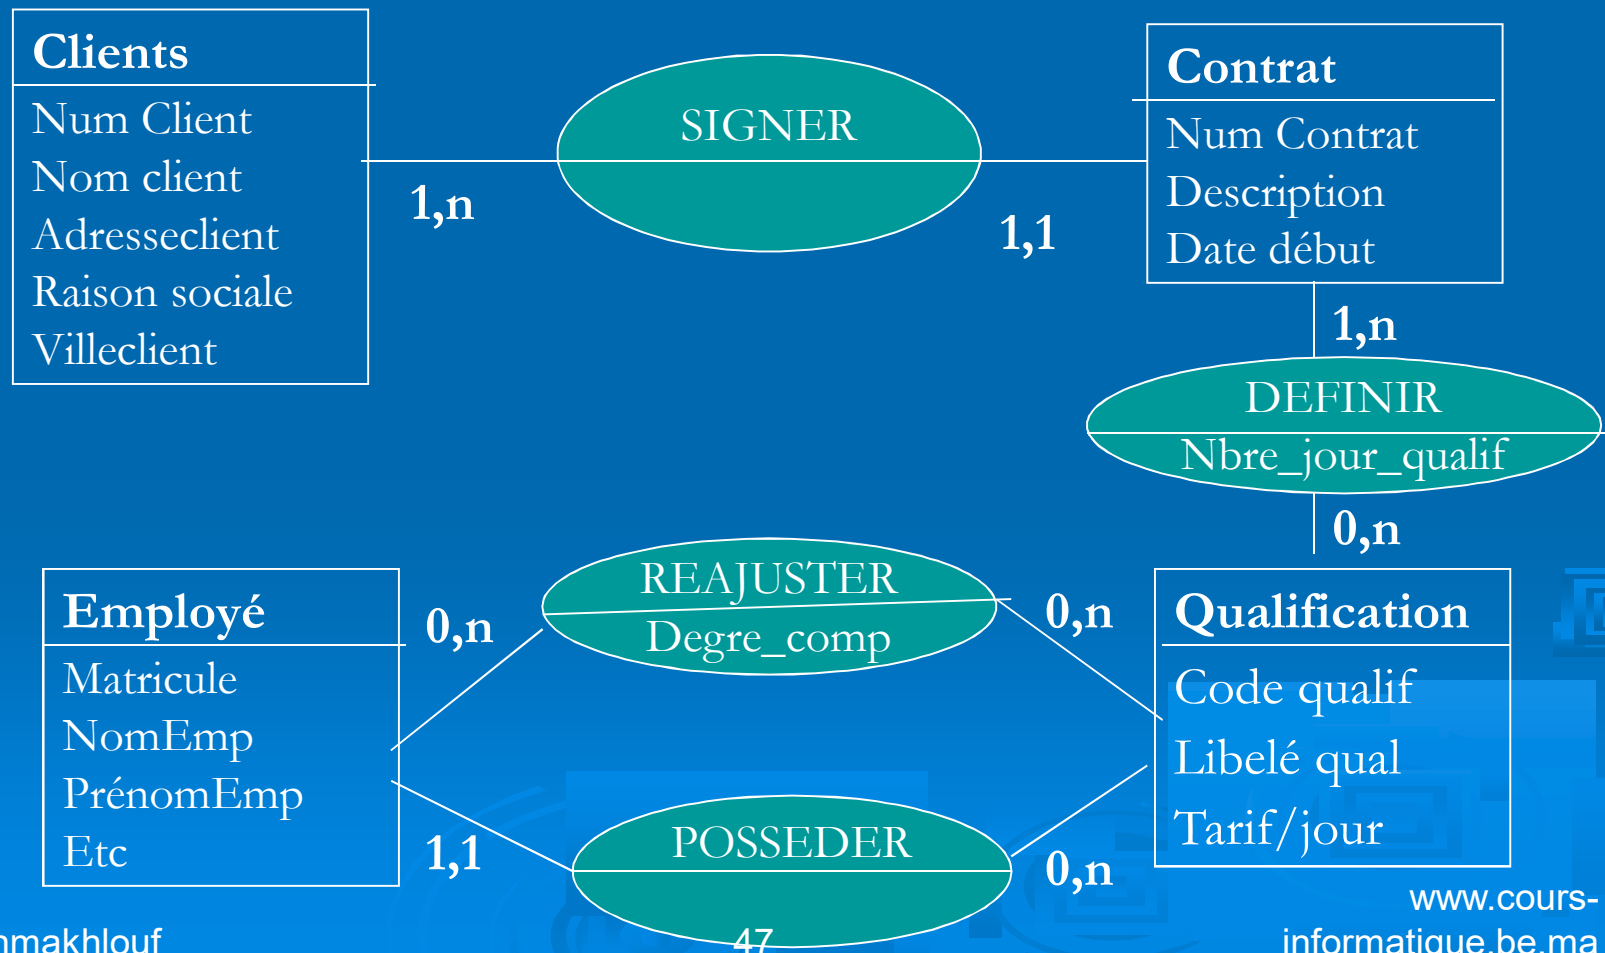 Clients
Num Client
Nom client
Adresseclient
Raison sociale
Villeclient
1,n
SIGNER
1,1
Contrat
Num Contrat
Description
Date début
1,n
DEFINIR
Nbre_jour_qualif
0,n
Employé
Matricule
NomEmp
PrénomEmp
Etc
0,n
REAJUSTER
Degre_comp
0,n
1,1
POSSEDER
0,n
Qualification
Code qualif
Libelé qual
Tarif/jour
47
www.cours-
informatique.be.ma